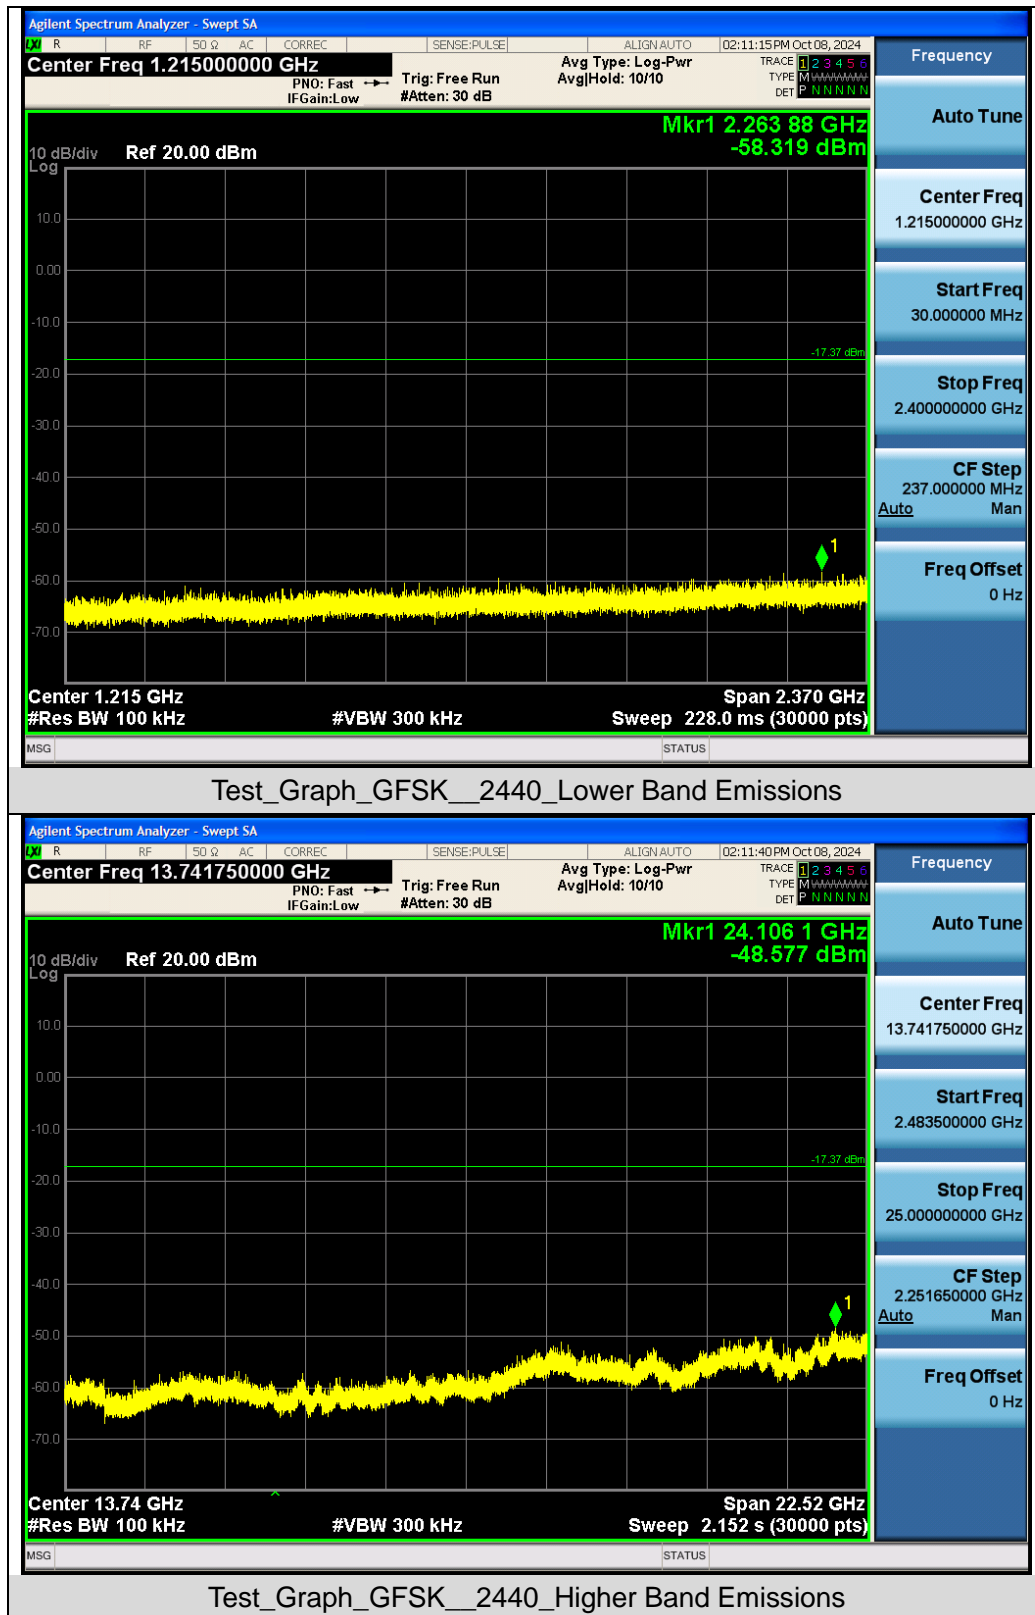 Agilent Spectrum Analyzer - Swept SA
LXI R RF 50 Ω AC CORREC SENSE:PULSE ALIGN AUTO 02:11:15 PM Oct 08, 2024
Center Freq 1.215000000 GHz
PNO: Fast
IFGain:Low
Trig: Free Run
#Atten: 30 dB
Avg Type: Log-Pwr
Avg|Hold: 10/10
TRACE 1 2 3 4 5 6
TYPE M
DET P N N N N N
Frequency
Mkr1 2.263 88 GHz
-58.319 dBm
10 dB/div Ref 20.00 dBm
Log
10.0
0.00
-10.0
-17.37 dBm
-20.0
-30.0
-40.0
-50.0
1
-60.0
-70.0
Center 1.215 GHz Span 2.370 GHz
#Res BW 100 kHz #VBW 300 kHz Sweep 228.0 ms (30000 pts)
MSG STATUS
Auto Tune
Center Freq
1.215000000 GHz
Start Freq
30.000000 MHz
Stop Freq
2.400000000 GHz
CF Step
237.000000 MHz
Auto Man
Freq Offset
0 Hz
Test_Graph_GFSK__2440_Lower Band Emissions
Agilent Spectrum Analyzer - Swept SA
LXI R RF 50 Ω AC CORREC SENSE:PULSE ALIGN AUTO 02:11:40 PM Oct 08, 2024
Center Freq 13.741750000 GHz
PNO: Fast
IFGain:Low
Trig: Free Run
#Atten: 30 dB
Avg Type: Log-Pwr
Avg|Hold: 10/10
TRACE 1 2 3 4 5 6
TYPE M
DET P N N N N N
Frequency
Mkr1 24.106 1 GHz
-48.577 dBm
10 dB/div Ref 20.00 dBm
Log
10.0
0.00
-10.0
-17.37 dBm
-20.0
-30.0
-40.0
1
-50.0
-60.0
-70.0
Center 13.74 GHz Span 22.52 GHz
#Res BW 100 kHz #VBW 300 kHz Sweep 2.152 s (30000 pts)
MSG STATUS
Auto Tune
Center Freq
13.741750000 GHz
Start Freq
2.483500000 GHz
Stop Freq
25.000000000 GHz
CF Step
2.251650000 GHz
Auto Man
Freq Offset
0 Hz
Test_Graph_GFSK__2440_Higher Band Emissions